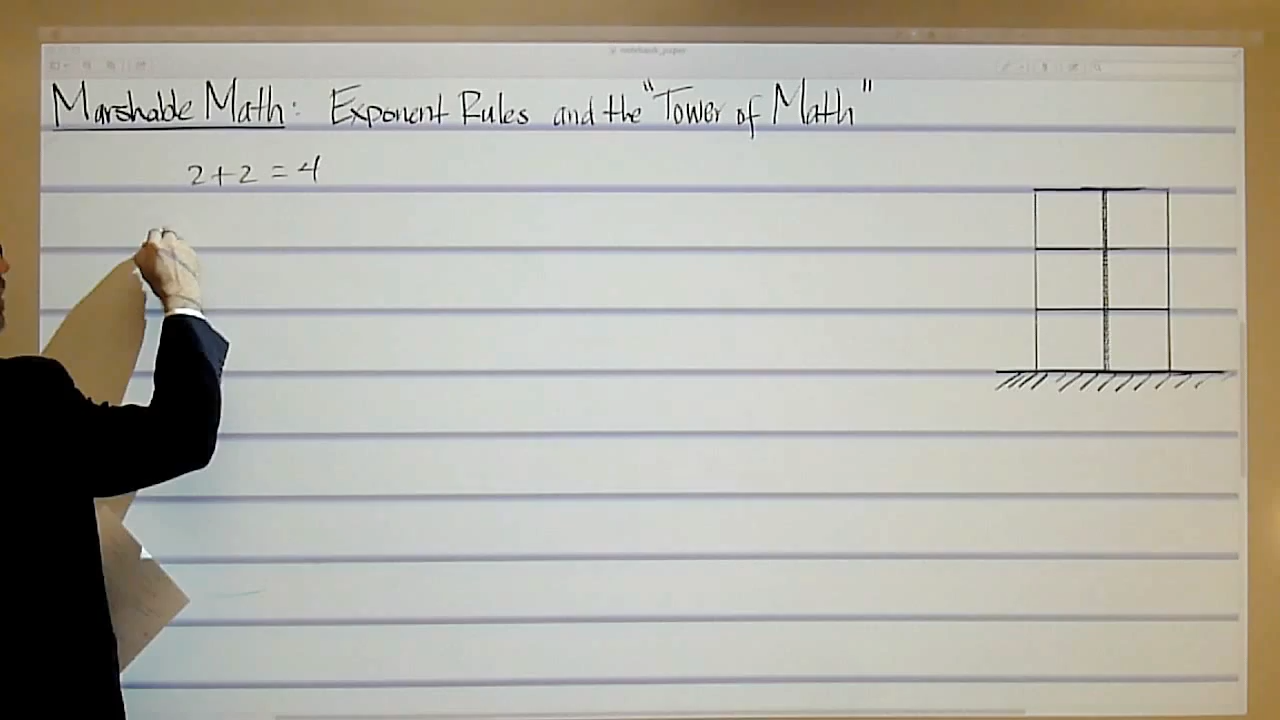 Marshable Math: Exponent Rules and the "Tower of Math"
2+2 = 4